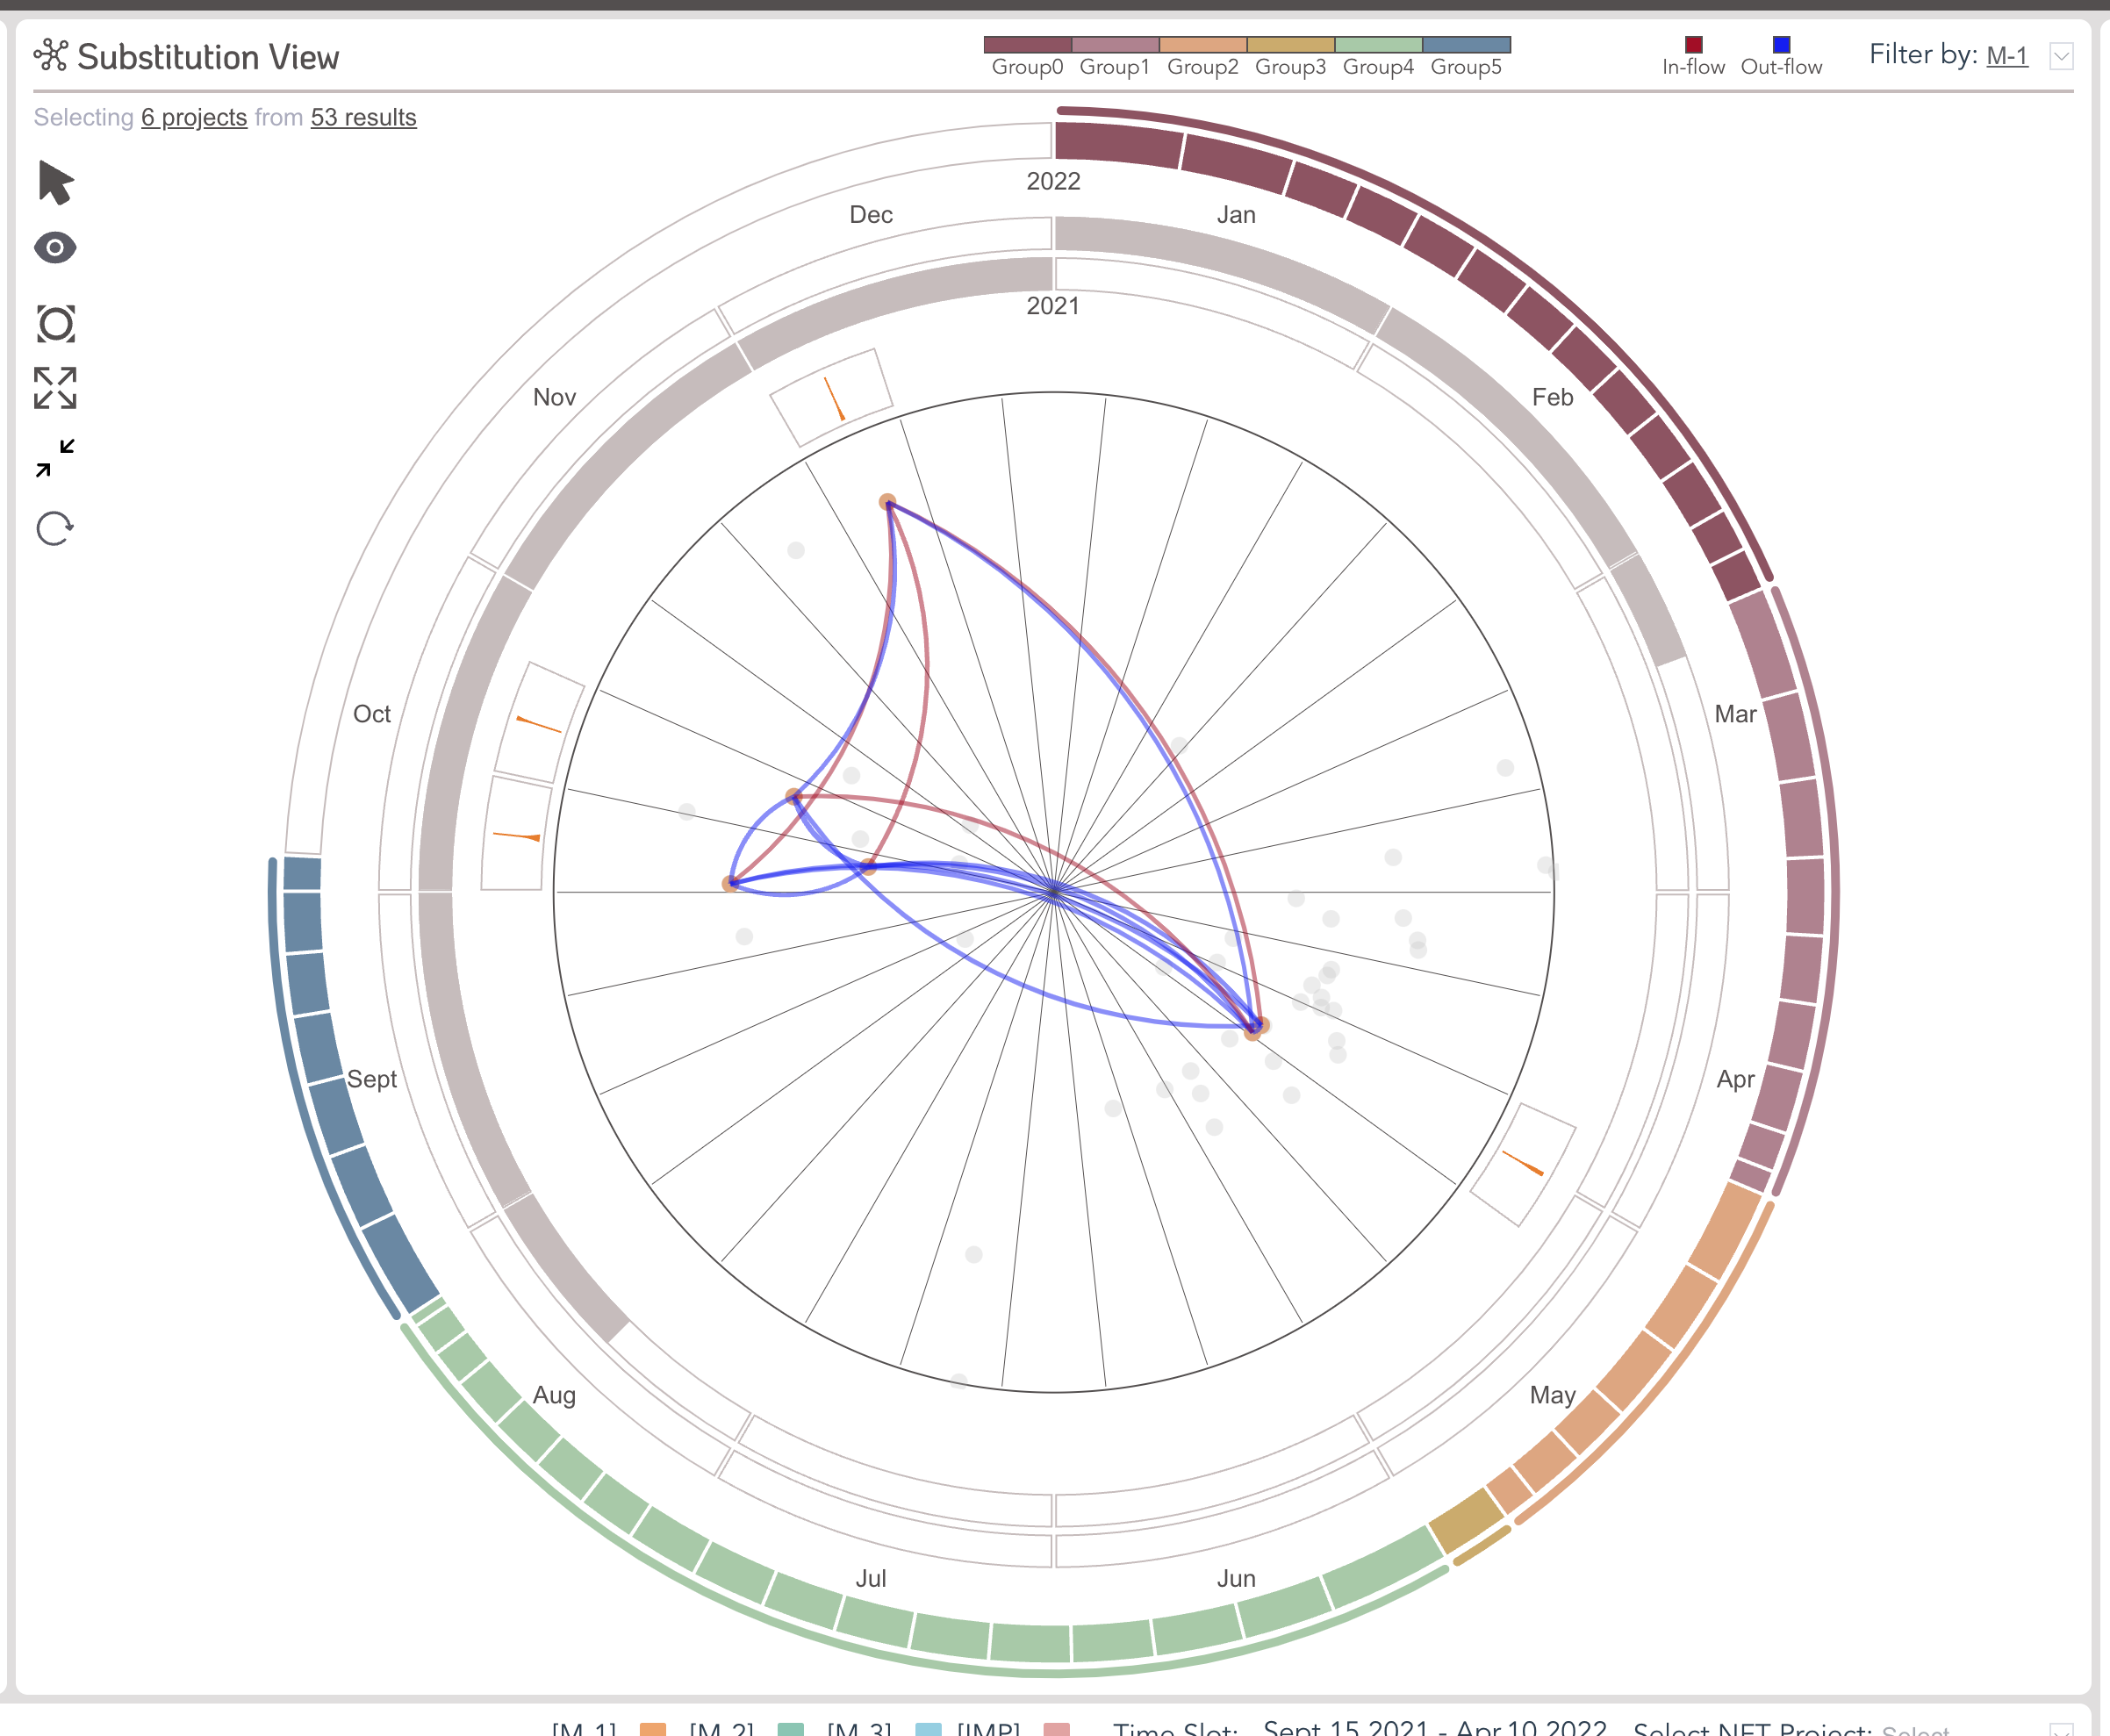 Substitution View
Group0 Group1 Group2 Group3 Group4 Group5
In-flow Out-flow
Filter by: M-1
Selecting 6 projects from 53 results
2022
Dec
Jan
2021
Nov
Feb
Oct
Mar
Sept
Apr
Aug
May
Jul
Jun
[M-1] [M-2] [M-3] [IMP] Time Slot: Sept.15 2021 - Apr.10 2022 Select NFT Project: Select